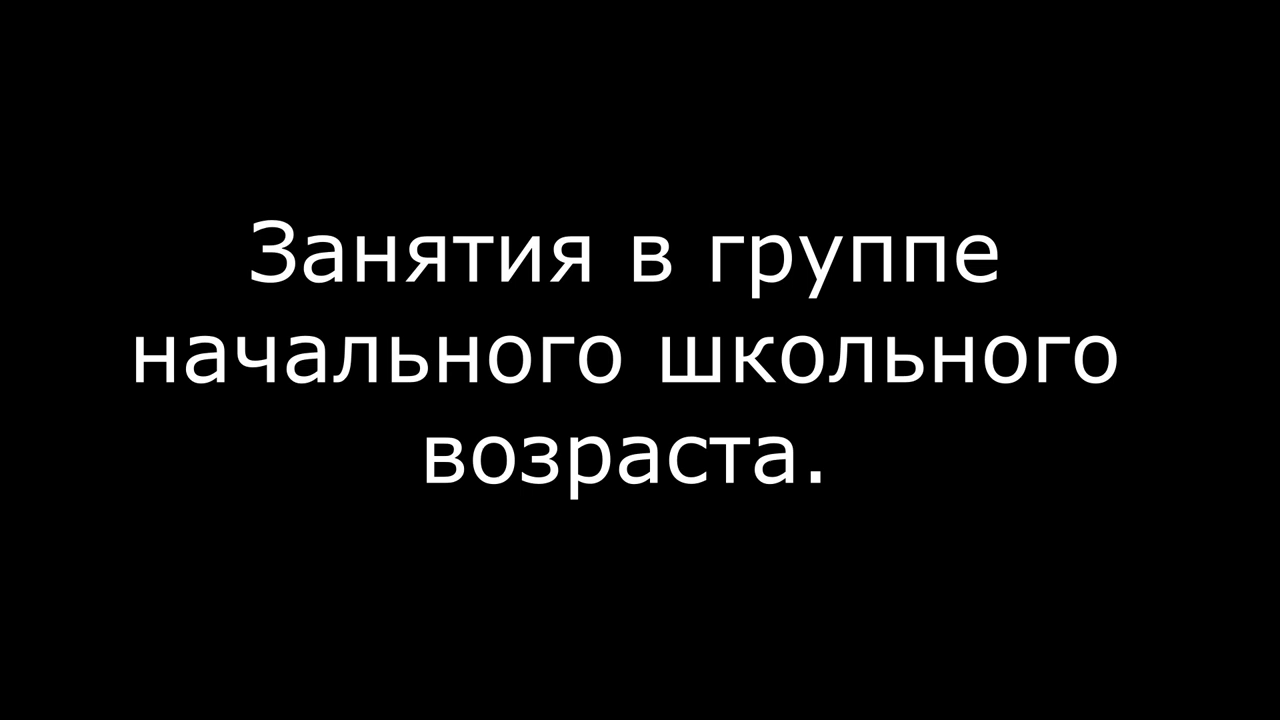 Занятия в группе
начального школьного
возраста.